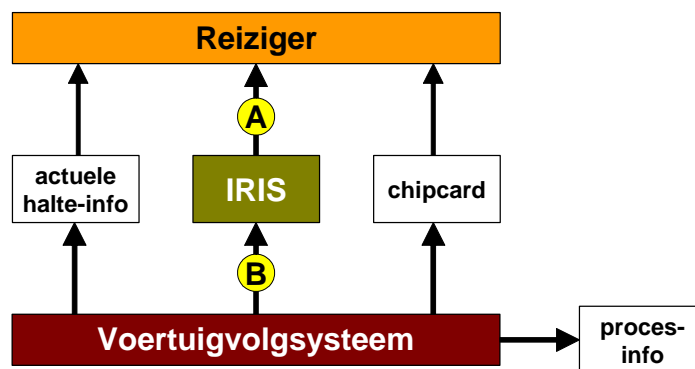 Reiziger
A
actuele
halte-info
IRIS
chipcard
B
Voertuigvolgsysteem
proces-
info